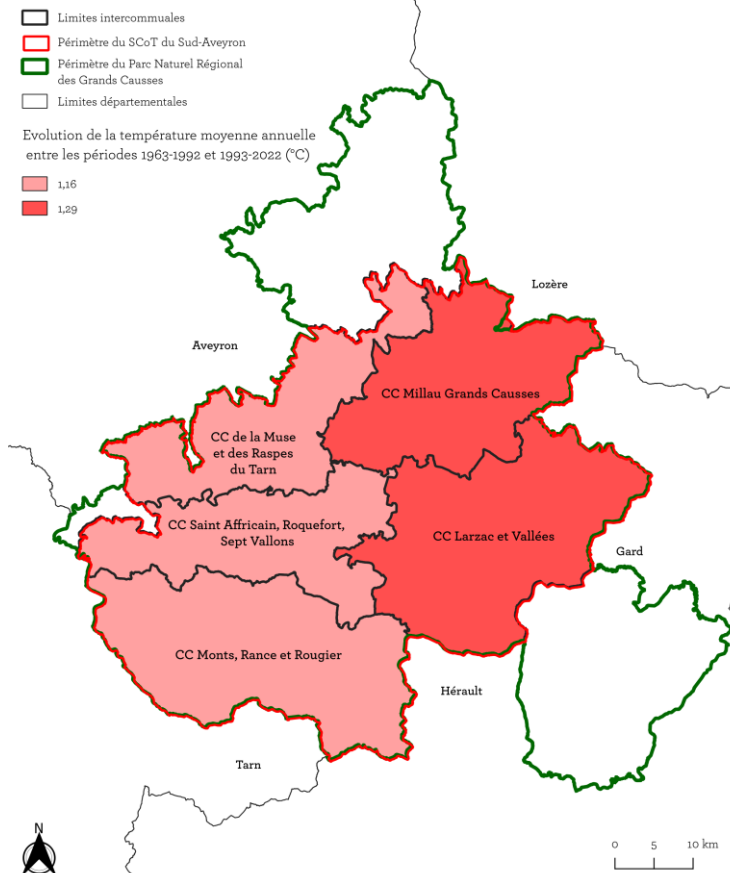 Limites intercommuales
Périmètre du SCoT du Sud-Aveyron
Périmètre du Parc Naturel Régional
des Grands Causses
Limites départementales
Evolution de la température moyenne annuelle
entre les périodes 1963-1992 et 1993-2022 (°C)
1,16
1,29
Lozère
Aveyron
CC Millau Grands Causses
CC de la Muse
et des Raspes
du Tarn
CC Saint Affricain, Roquefort,
Sept Vallons
CC Larzac et Vallées
Gard
CC Monts, Rance et Rougier
Hérault
Tarn
N
0 5 10 km